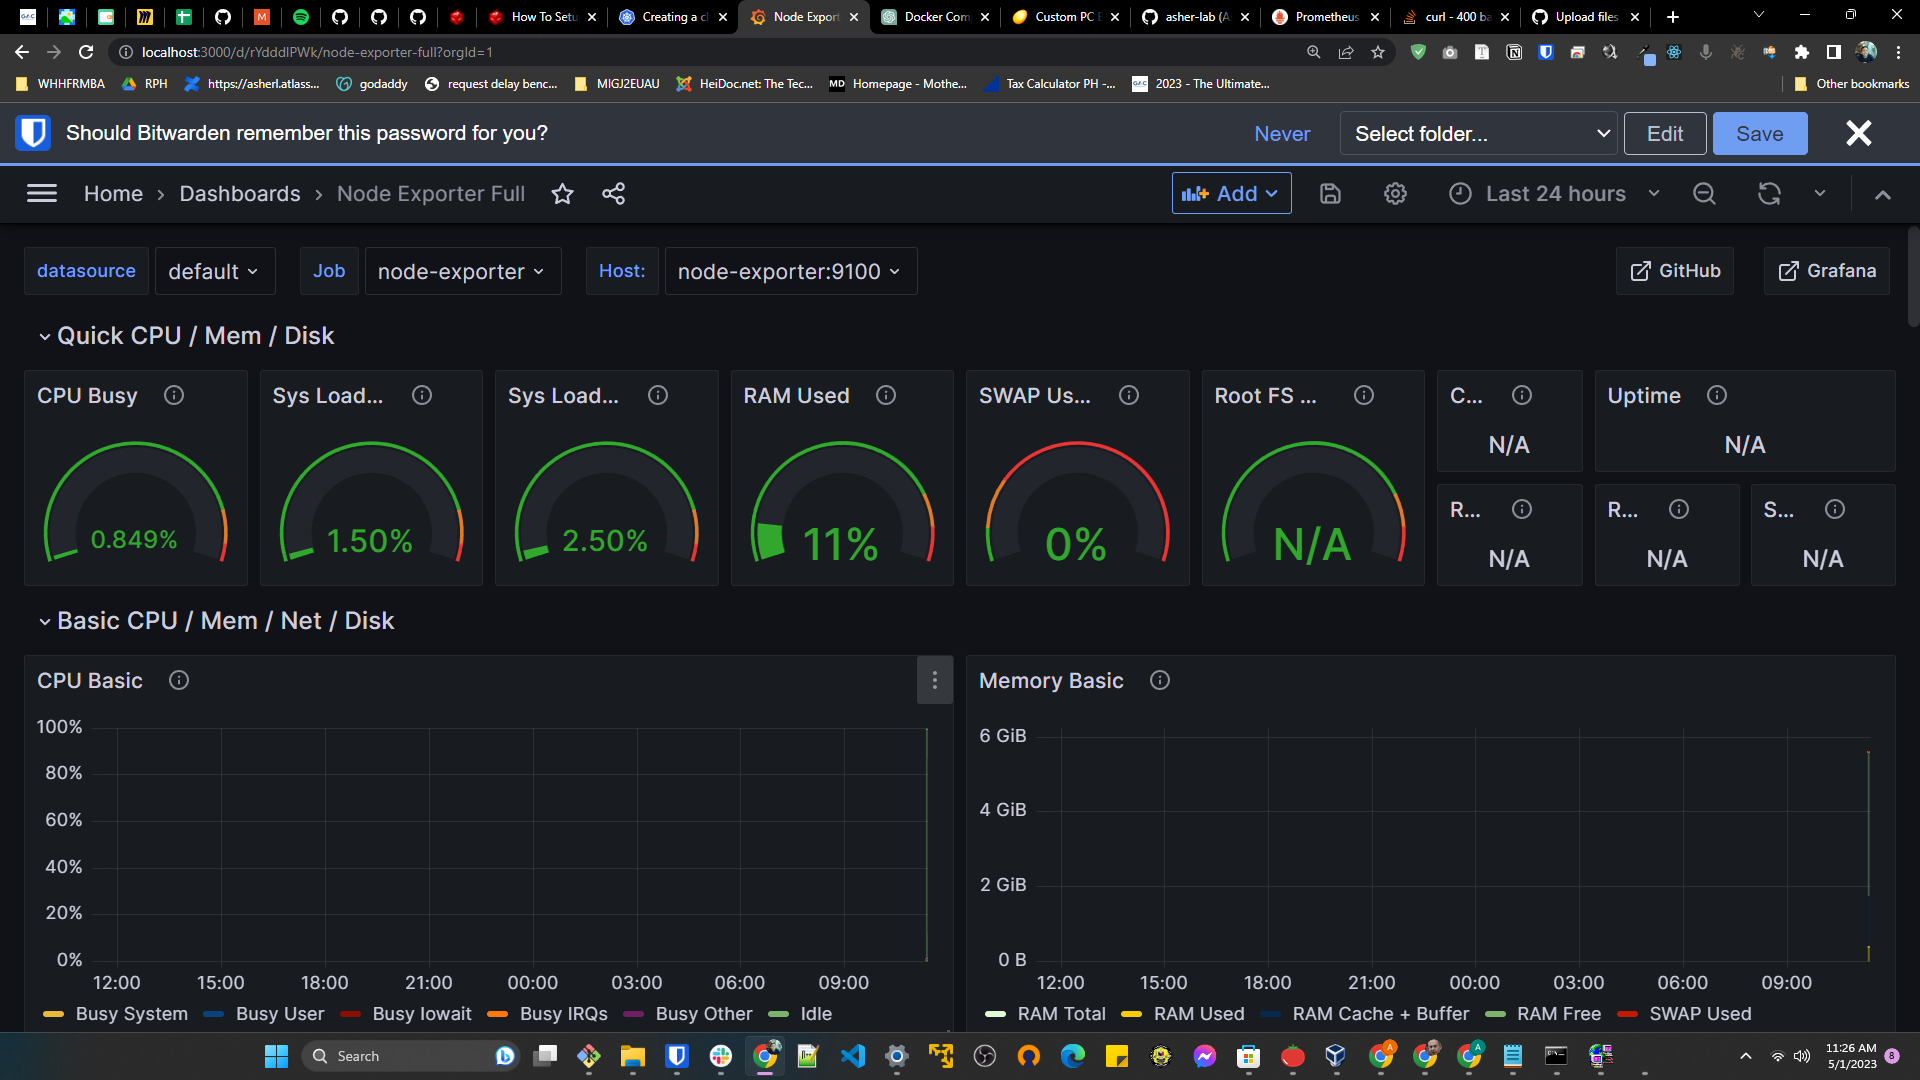 How To Setu
Creating a cl
Node Export
Docker Com
Custom PC B
asher-lab (A
Prometheus
curl - 400 ba
Upload files
localhost:3000/d/rYdddlPWk/node-exporter-full?orgId=1
WHHFRMBA
RPH
https://asherl.atlass...
godaddy
request delay benc...
MIGJ2EUAU
HeiDoc.net: The Tec...
MD
Homepage - Mothe...
Tax Calculator PH -...
2023 - The Ultimate...
Other bookmarks
Should Bitwarden remember this password for you?
Never
Select folder...
Edit
Save
Home
Dashboards
Node Exporter Full
Add
Last 24 hours
datasource
default
Job
node-exporter
Host:
node-exporter:9100
GitHub
Grafana
Quick CPU / Mem / Disk
CPU Busy
Sys Load...
Sys Load...
RAM Used
SWAP Us...
Root FS ...
C...
Uptime
N/A
N/A
0.849%
1.50%
2.50%
11%
0%
N/A
R...
R...
S...
N/A
N/A
N/A
Basic CPU / Mem / Net / Disk
CPU Basic
100%
80%
60%
40%
20%
0%
12:00 15:00 18:00 21:00 00:00 03:00 06:00 09:00
Busy System Busy User Busy Iowait Busy IRQs Busy Other Idle
Memory Basic
6 GiB
4 GiB
2 GiB
0 B
12:00 15:00 18:00 21:00 00:00 03:00 06:00 09:00
RAM Total RAM Used RAM Cache + Buffer RAM Free SWAP Used
Search
11:26 AM
5/1/2023
8